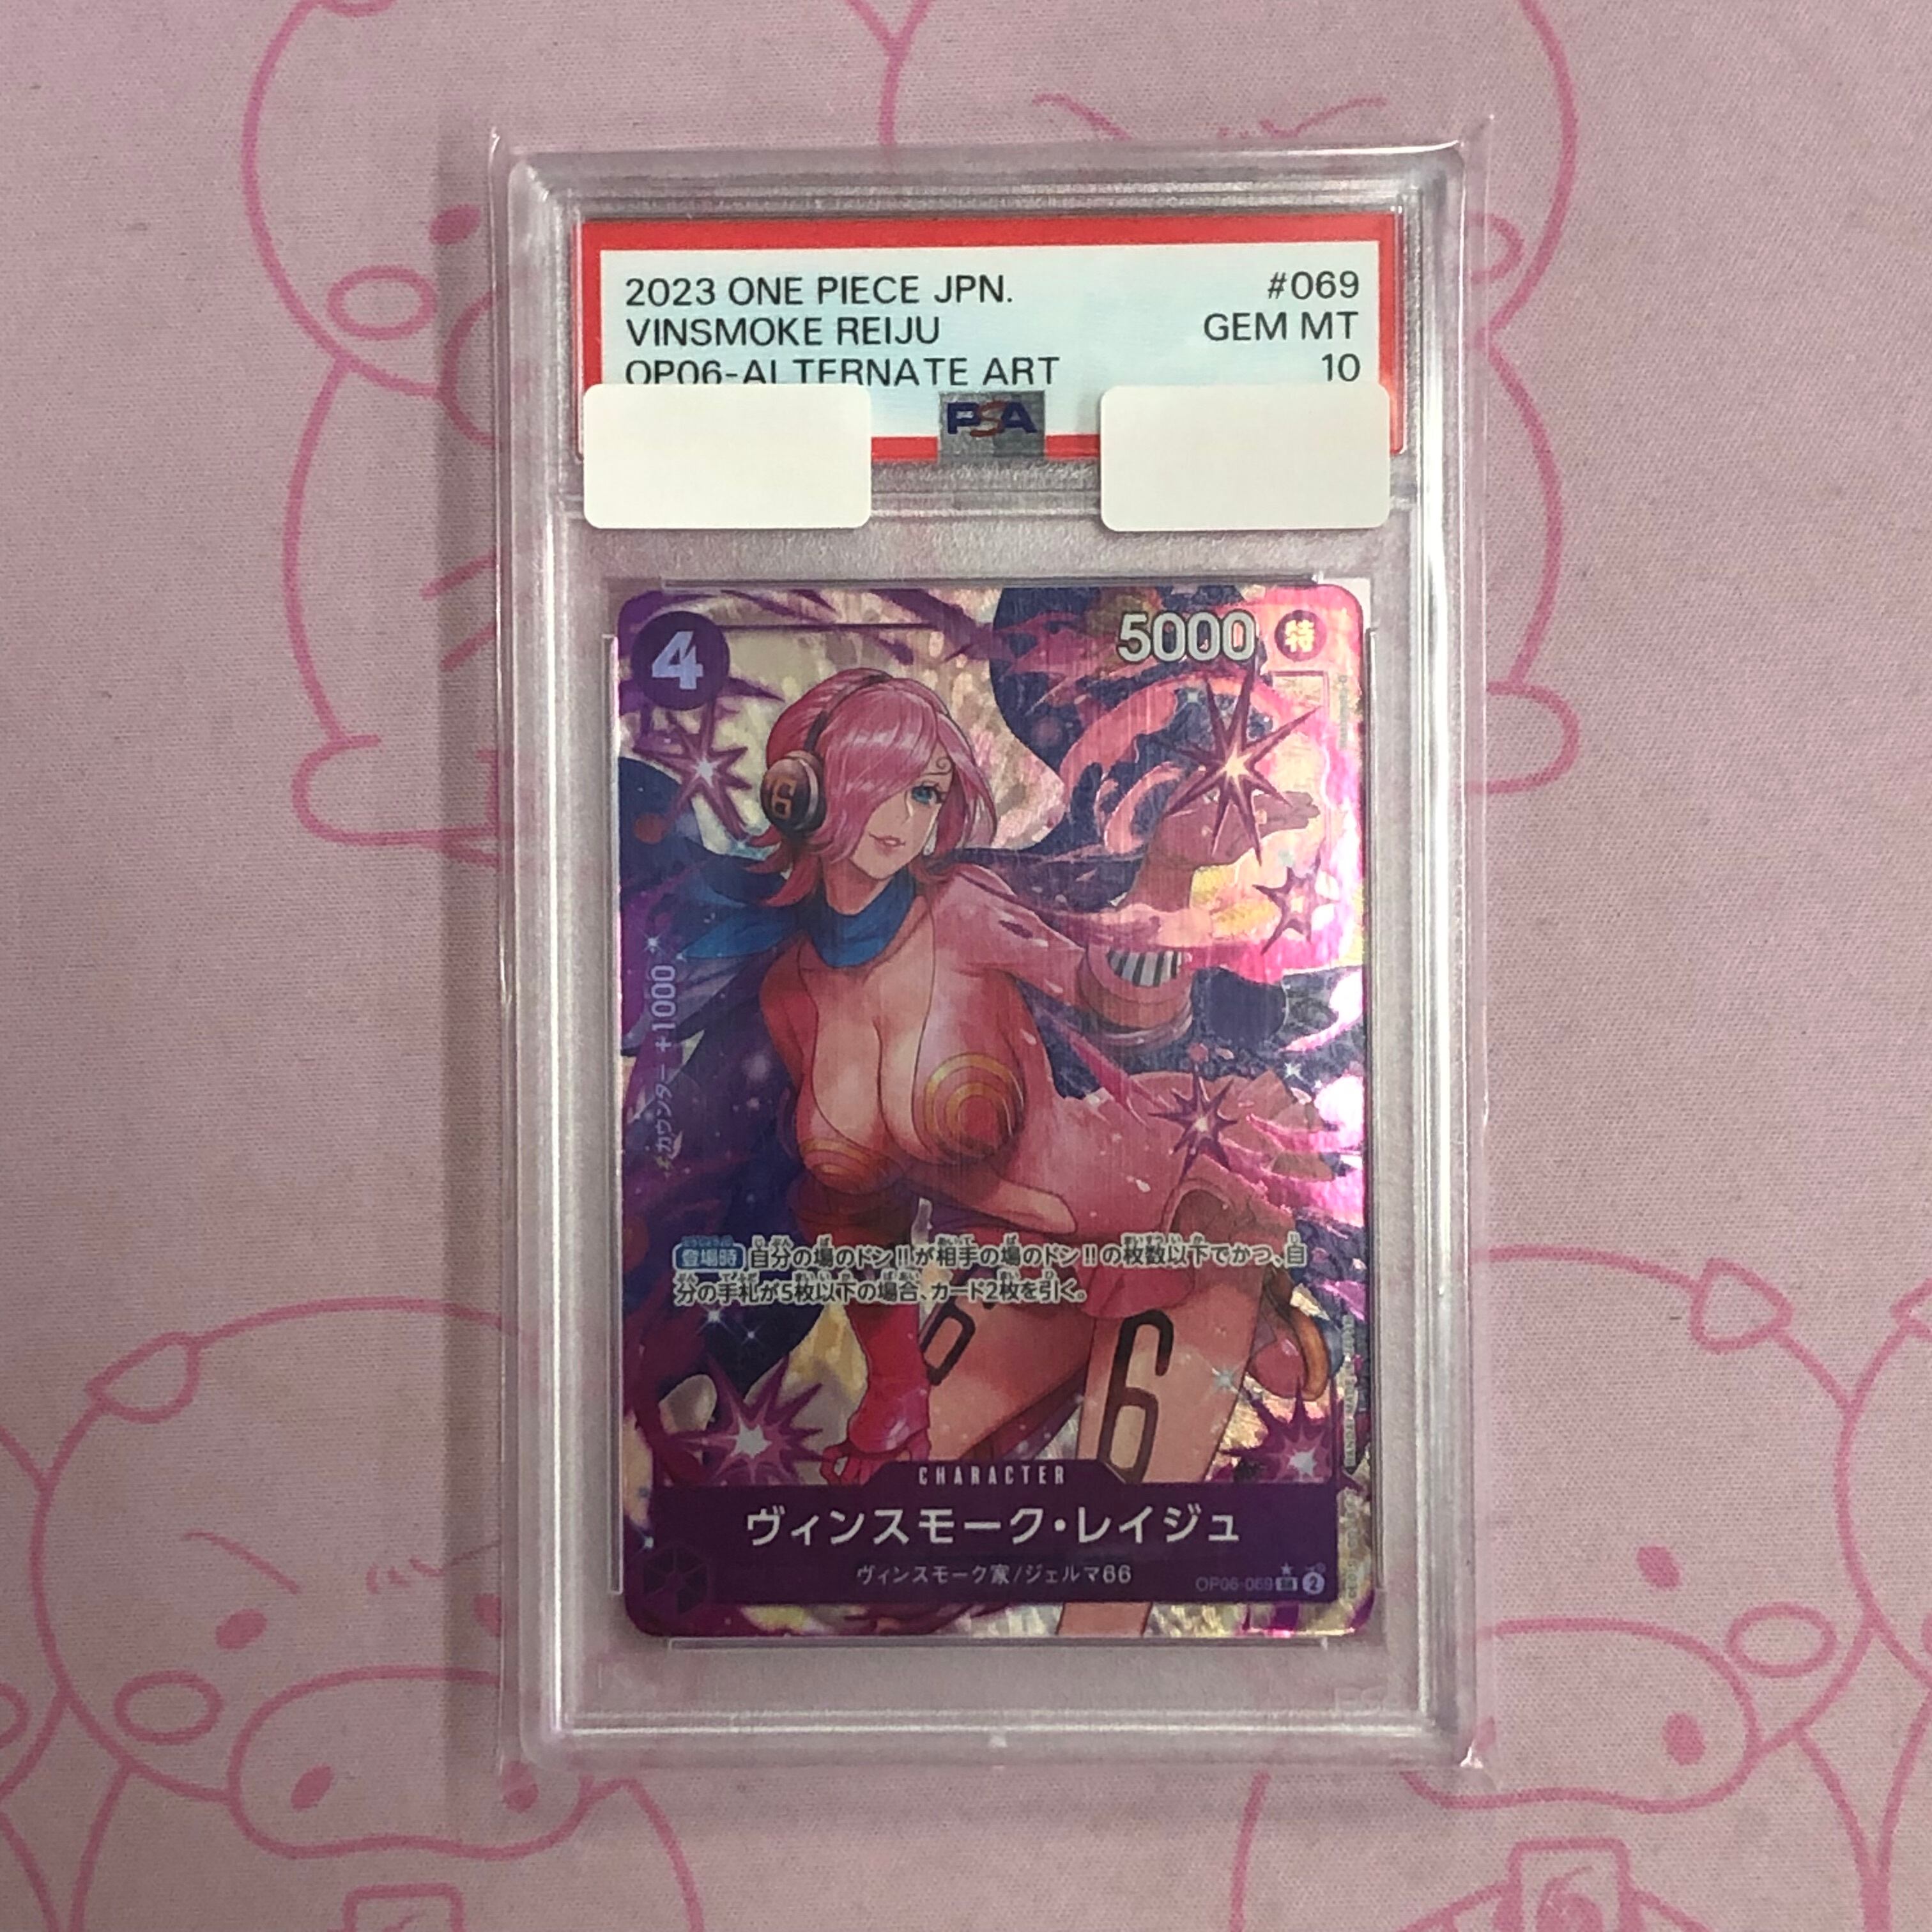 2023 ONE PIECE JPN. #069
VINSMOKE REIJU GEM MT
OP06-ALTERNATE ART 10
PSA
4
5000 特
6
カウンター +1000
登場時 自分の場のドン!!が相手の場のドン!!の枚数以下でかつ、自
分の手札が5枚以下の場合、カード2枚を引く。
6
6
CHARACTER
ヴィンスモーク・レイジュ
ヴィンスモーク家/ジェルマ66
OP06-069 SR 2